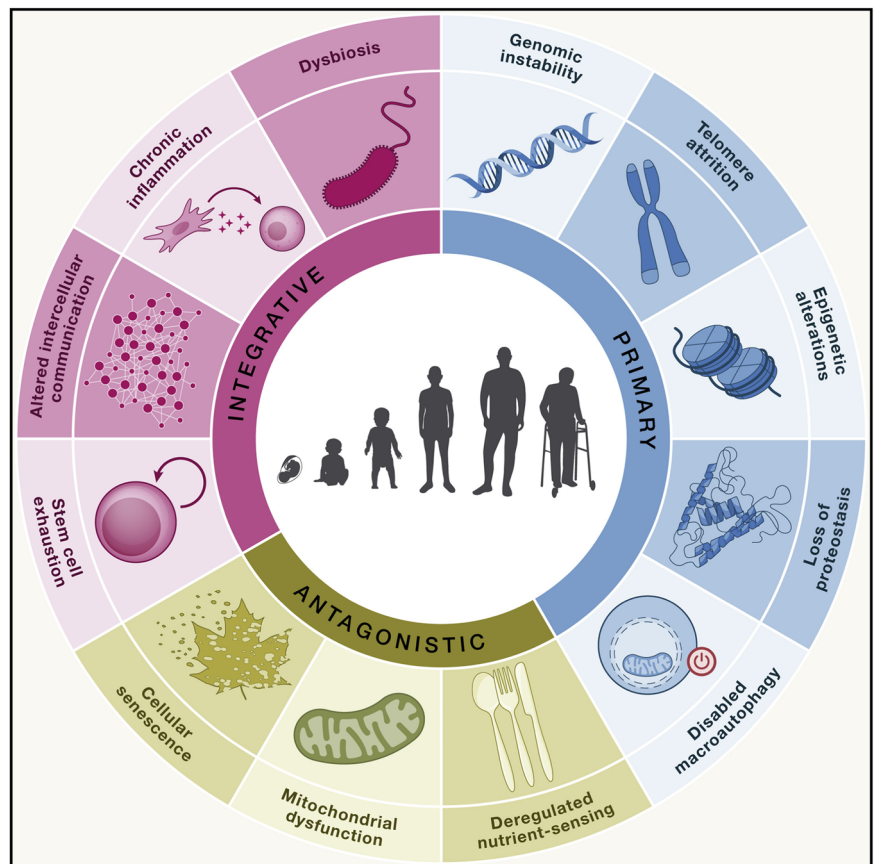 Dysbiosis
Genomic
instability
Telomere
attrition
Epigenetic
alterations
Loss of
proteostasis
Disabled
macroautophagy
Deregulated
nutrient-sensing
Mitochondrial
dysfunction
Cellular
senescence
Stem cell
exhaustion
Altered Intercellular
communication
Chronic
inflammation
INTEGRATIVE
PRIMARY
ANTAGONISTIC